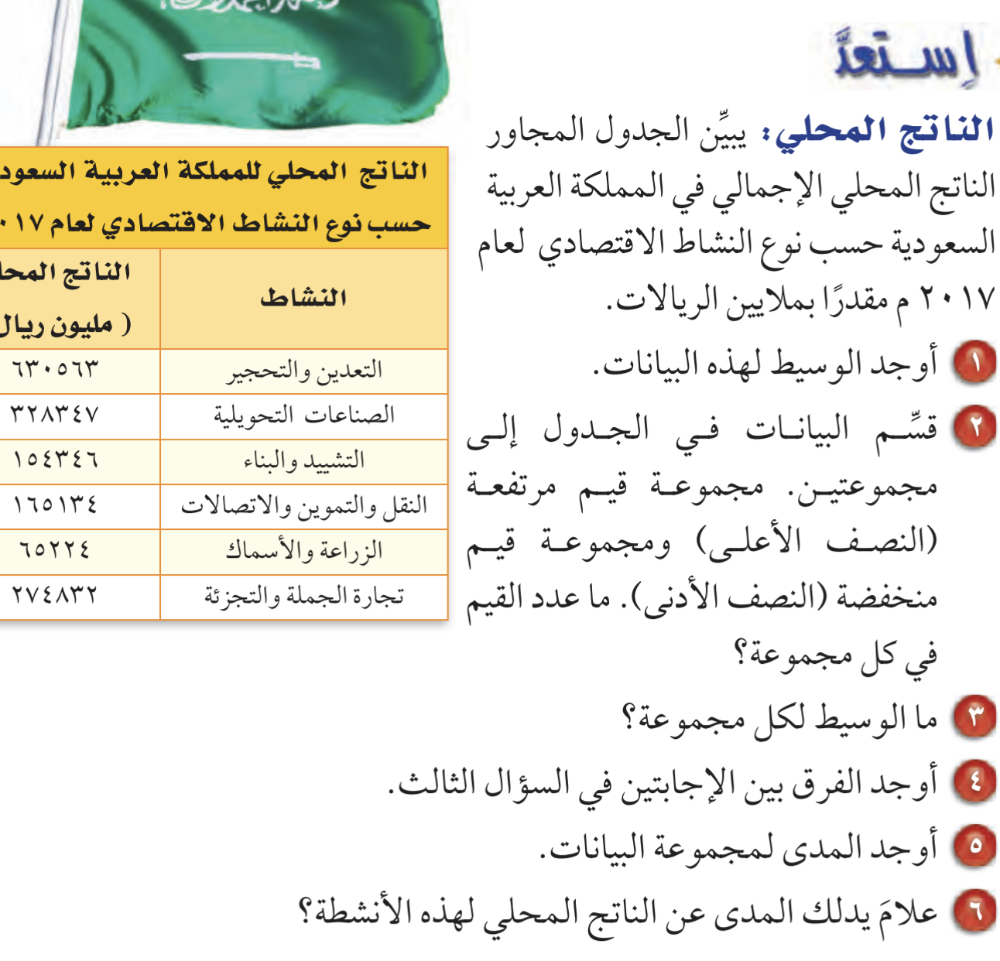 إستعدَّ
الناتج المحلي: يبيِّن الجدول المجاور
الناتج المحلي الإجمالي في المملكة العربية
السعودية حسب نوع النشاط الاقتصادي لعام
٢٠١٧ م مقدرًا بملايين الريالات.
١ أوجد الوسيط لهذه البيانات.
٢ قسِّم البيانات في الجدول إلى
مجموعتين. مجموعة قيم مرتفعة
(النصف الأعلى) ومجموعة قيم
منخفضة (النصف الأدنى). ما عدد القيم
في كل مجموعة؟
٣ ما الوسيط لكل مجموعة؟
٤ أوجد الفرق بين الإجابتين في السؤال الثالث.
٥ أوجد المدى لمجموعة البيانات.
٦ علامَ يدلك المدى عن الناتج المحلي لهذه الأنشطة؟
الناتج المحلي للمملكة العربية
حسب نوع النشاط الاقتصادي لعام
النشاط الناتج
( مليون ريال
التعدين والتحجير ٦٣٠٥٦٣
الصناعات التحويلية ٣٢٨٣٤٧
التشييد والبناء ١٥٤٣٤٦
النقل والتموين والاتصالات ١٦٥١٣٤
الزراعة والأسماك ٦٥٢٢٤
تجارة الجملة والتجزئة ٢٧٤٨٣٢